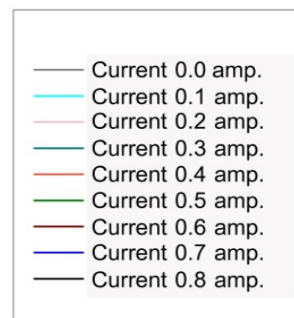 Current 0.0 amp.
Current 0.1 amp.
Current 0.2 amp.
Current 0.3 amp.
Current 0.4 amp.
Current 0.5 amp.
Current 0.6 amp.
Current 0.7 amp.
Current 0.8 amp.